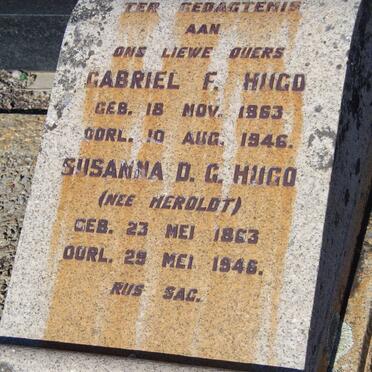 TER GEDAGTENIS
AAN
ONS LIEWE OUERS
GABRIEL F. HUGO
GEB. 18 NOV. 1863
OORL. 10 AUG. 1946.
SUSANNA D. G. HUGO
(NEE HEROLDT)
GEB. 23 MEI 1863
OORL. 29 MEI 1946.
RUS SAG.